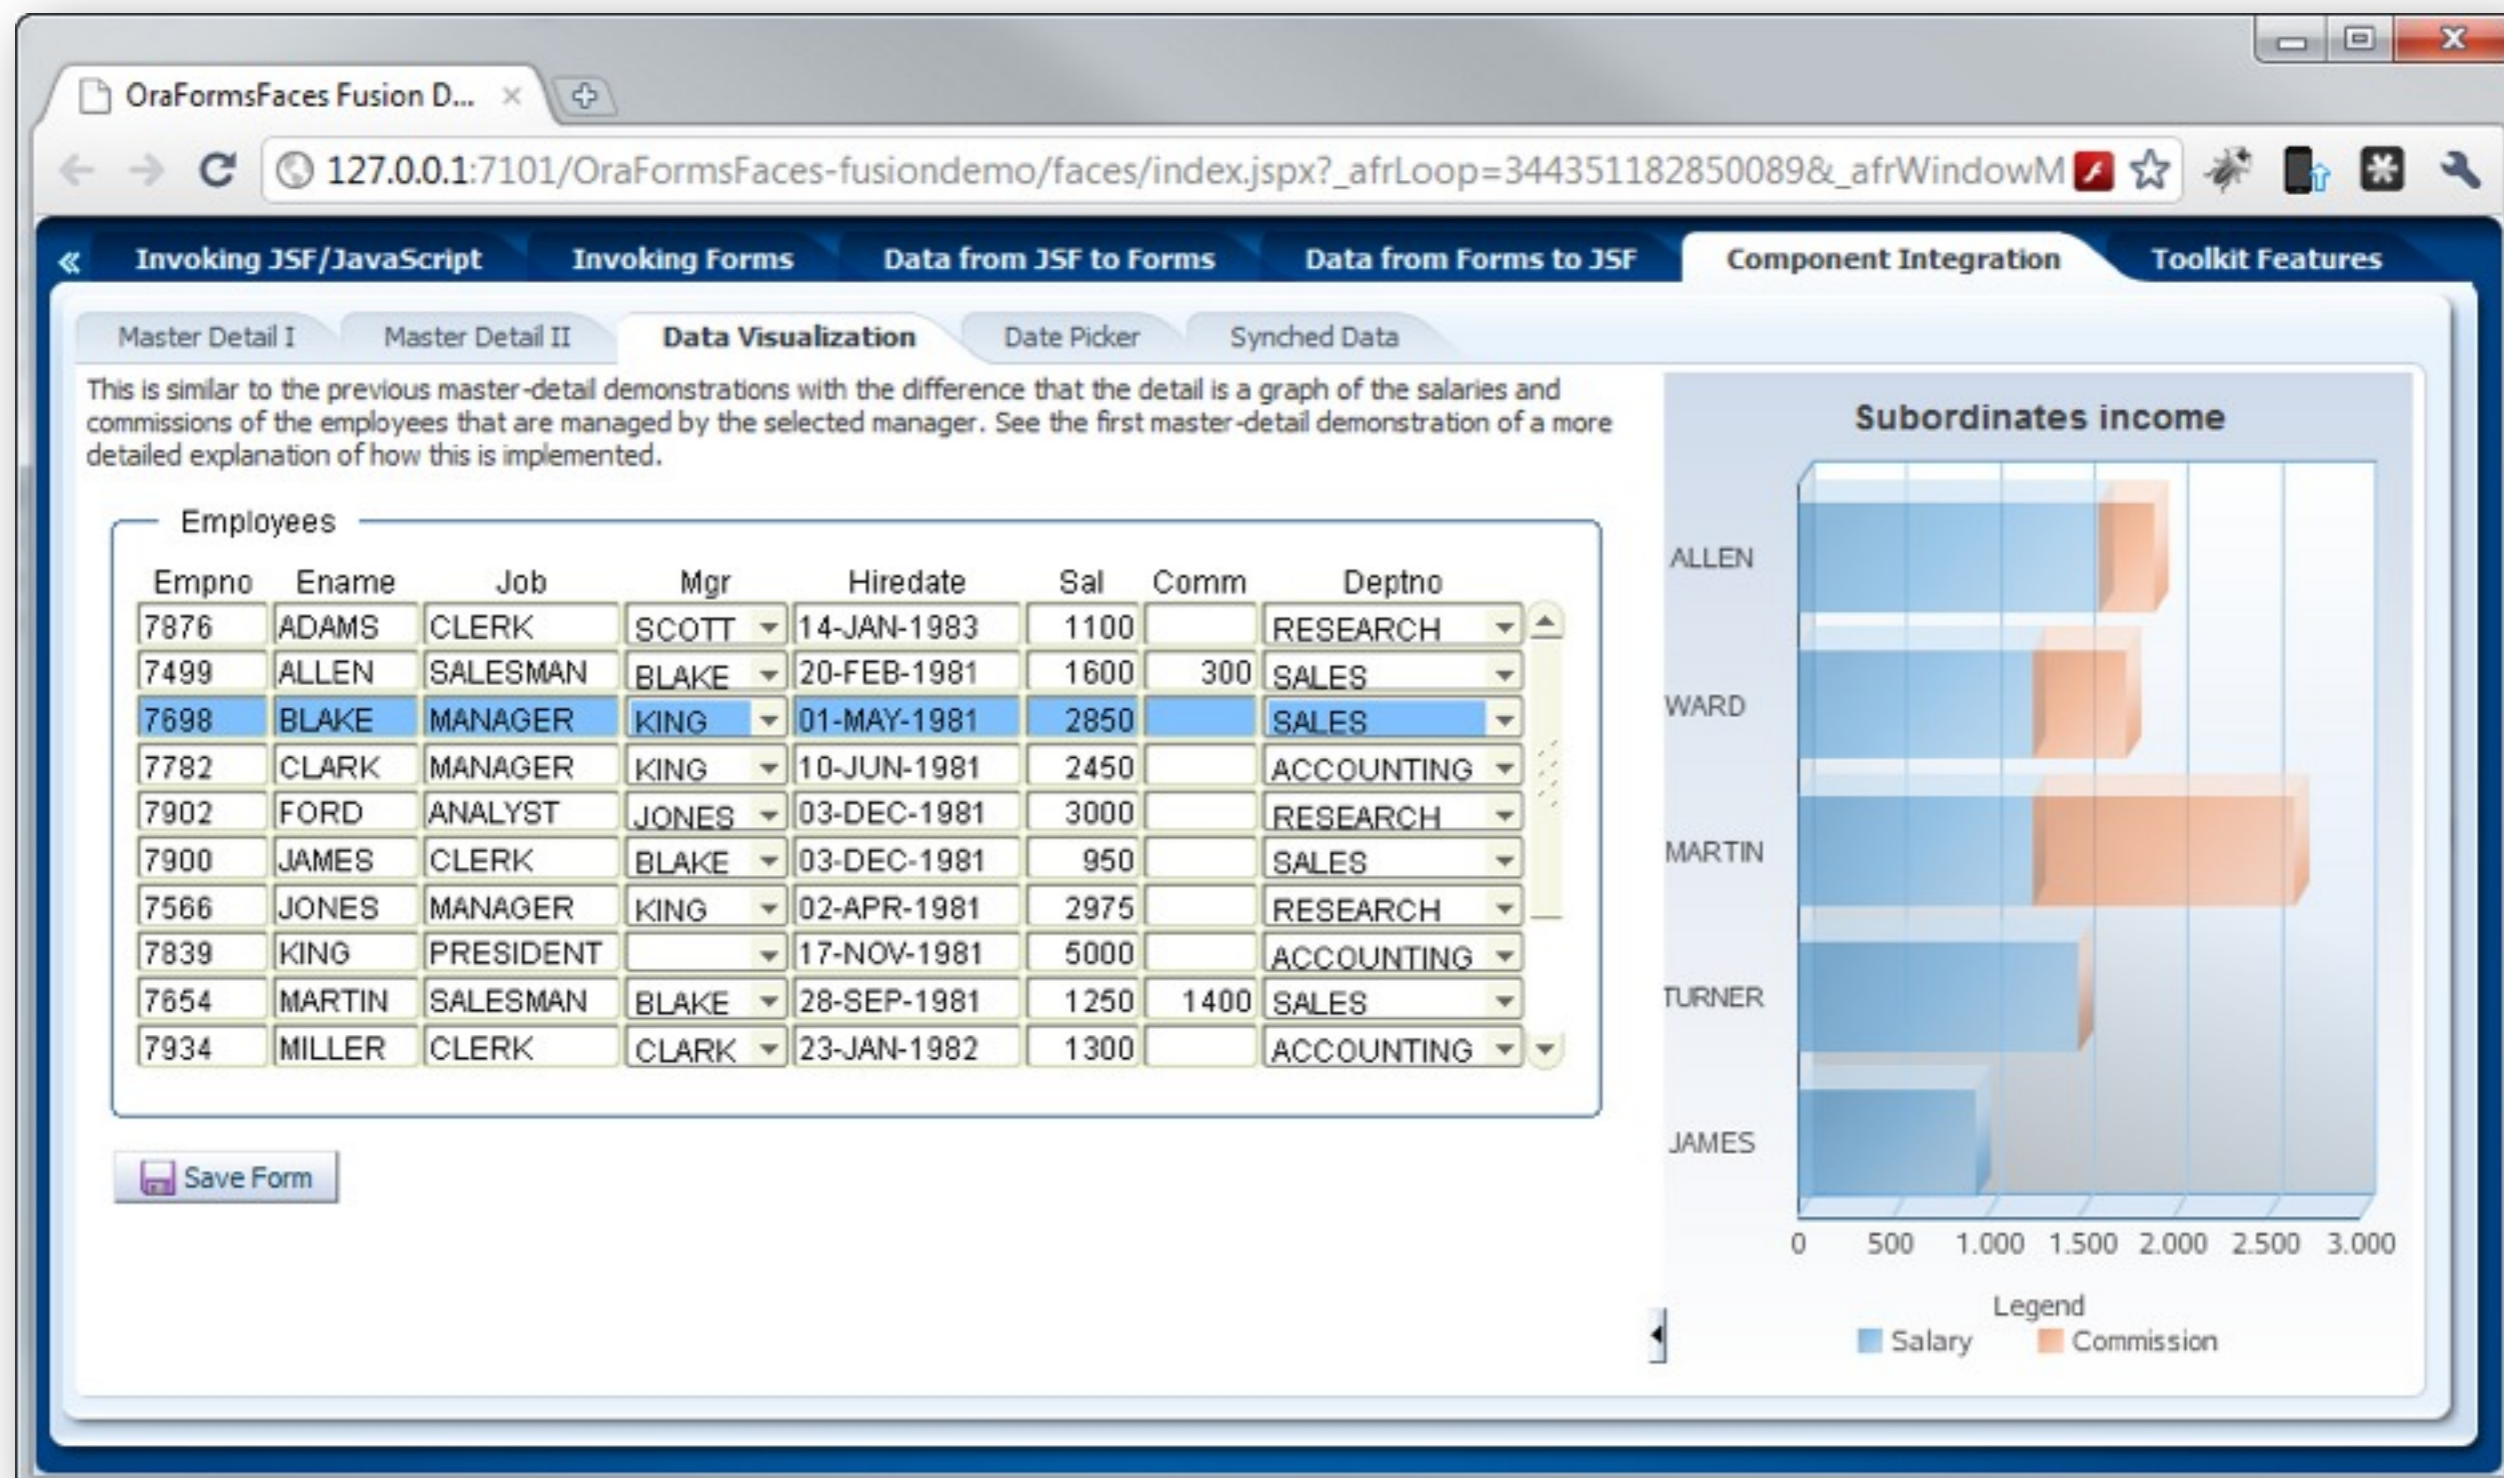 OraFormsFaces Fusion D...
127.0.0.1:7101/OraFormsFaces-fusiondemo/faces/index.jspx?_afrLoop=344351182850089&_afrWindowM
Invoking JSF/JavaScript Invoking Forms Data from JSF to Forms Data from Forms to JSF Component Integration Toolkit Features
Master Detail I Master Detail II Data Visualization Date Picker Synched Data
This is similar to the previous master-detail demonstrations with the difference that the detail is a graph of the salaries and
commissions of the employees that are managed by the selected manager. See the first master-detail demonstration of a more
detailed explanation of how this is implemented.
Employees
Empno Ename Job Mgr Hiredate Sal Comm Deptno
7876 ADAMS CLERK SCOTT 14-JAN-1983 1100 RESEARCH
7499 ALLEN SALESMAN BLAKE 20-FEB-1981 1600 300 SALES
7698 BLAKE MANAGER KING 01-MAY-1981 2850 SALES
7782 CLARK MANAGER KING 10-JUN-1981 2450 ACCOUNTING
7902 FORD ANALYST JONES 03-DEC-1981 3000 RESEARCH
7900 JAMES CLERK BLAKE 03-DEC-1981 950 SALES
7566 JONES MANAGER KING 02-APR-1981 2975 RESEARCH
7839 KING PRESIDENT 17-NOV-1981 5000 ACCOUNTING
7654 MARTIN SALESMAN BLAKE 28-SEP-1981 1250 1400 SALES
7934 MILLER CLERK CLARK 23-JAN-1982 1300 ACCOUNTING
Save Form
Subordinates income
ALLEN
WARD
MARTIN
TURNER
JAMES
0 500 1.000 1.500 2.000 2.500 3.000
Legend
Salary Commission